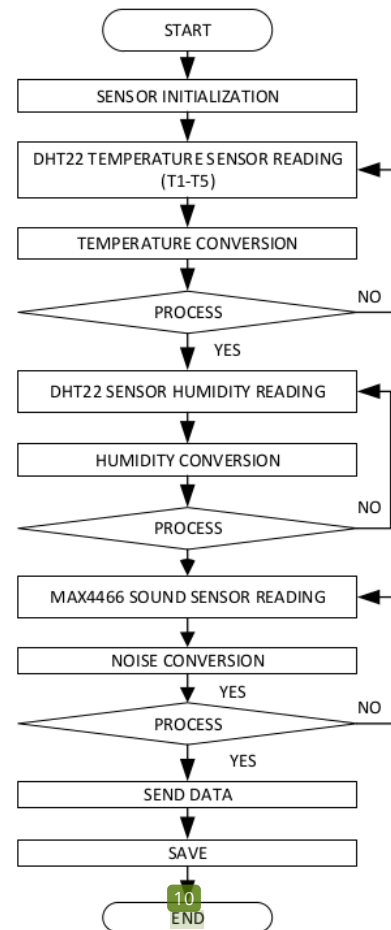 START
SENSOR INITIALIZATION
DHT22 TEMPERATURE SENSOR READING
(T1-T5)
TEMPERATURE CONVERSION
PROCESS
NO
YES
DHT22 SENSOR HUMIDITY READING
HUMIDITY CONVERSION
NO
PROCESS
MAX4466 SOUND SENSOR READING
NOISE CONVERSION
YES
NO
PROCESS
YES
SEND DATA
SAVE
10
END